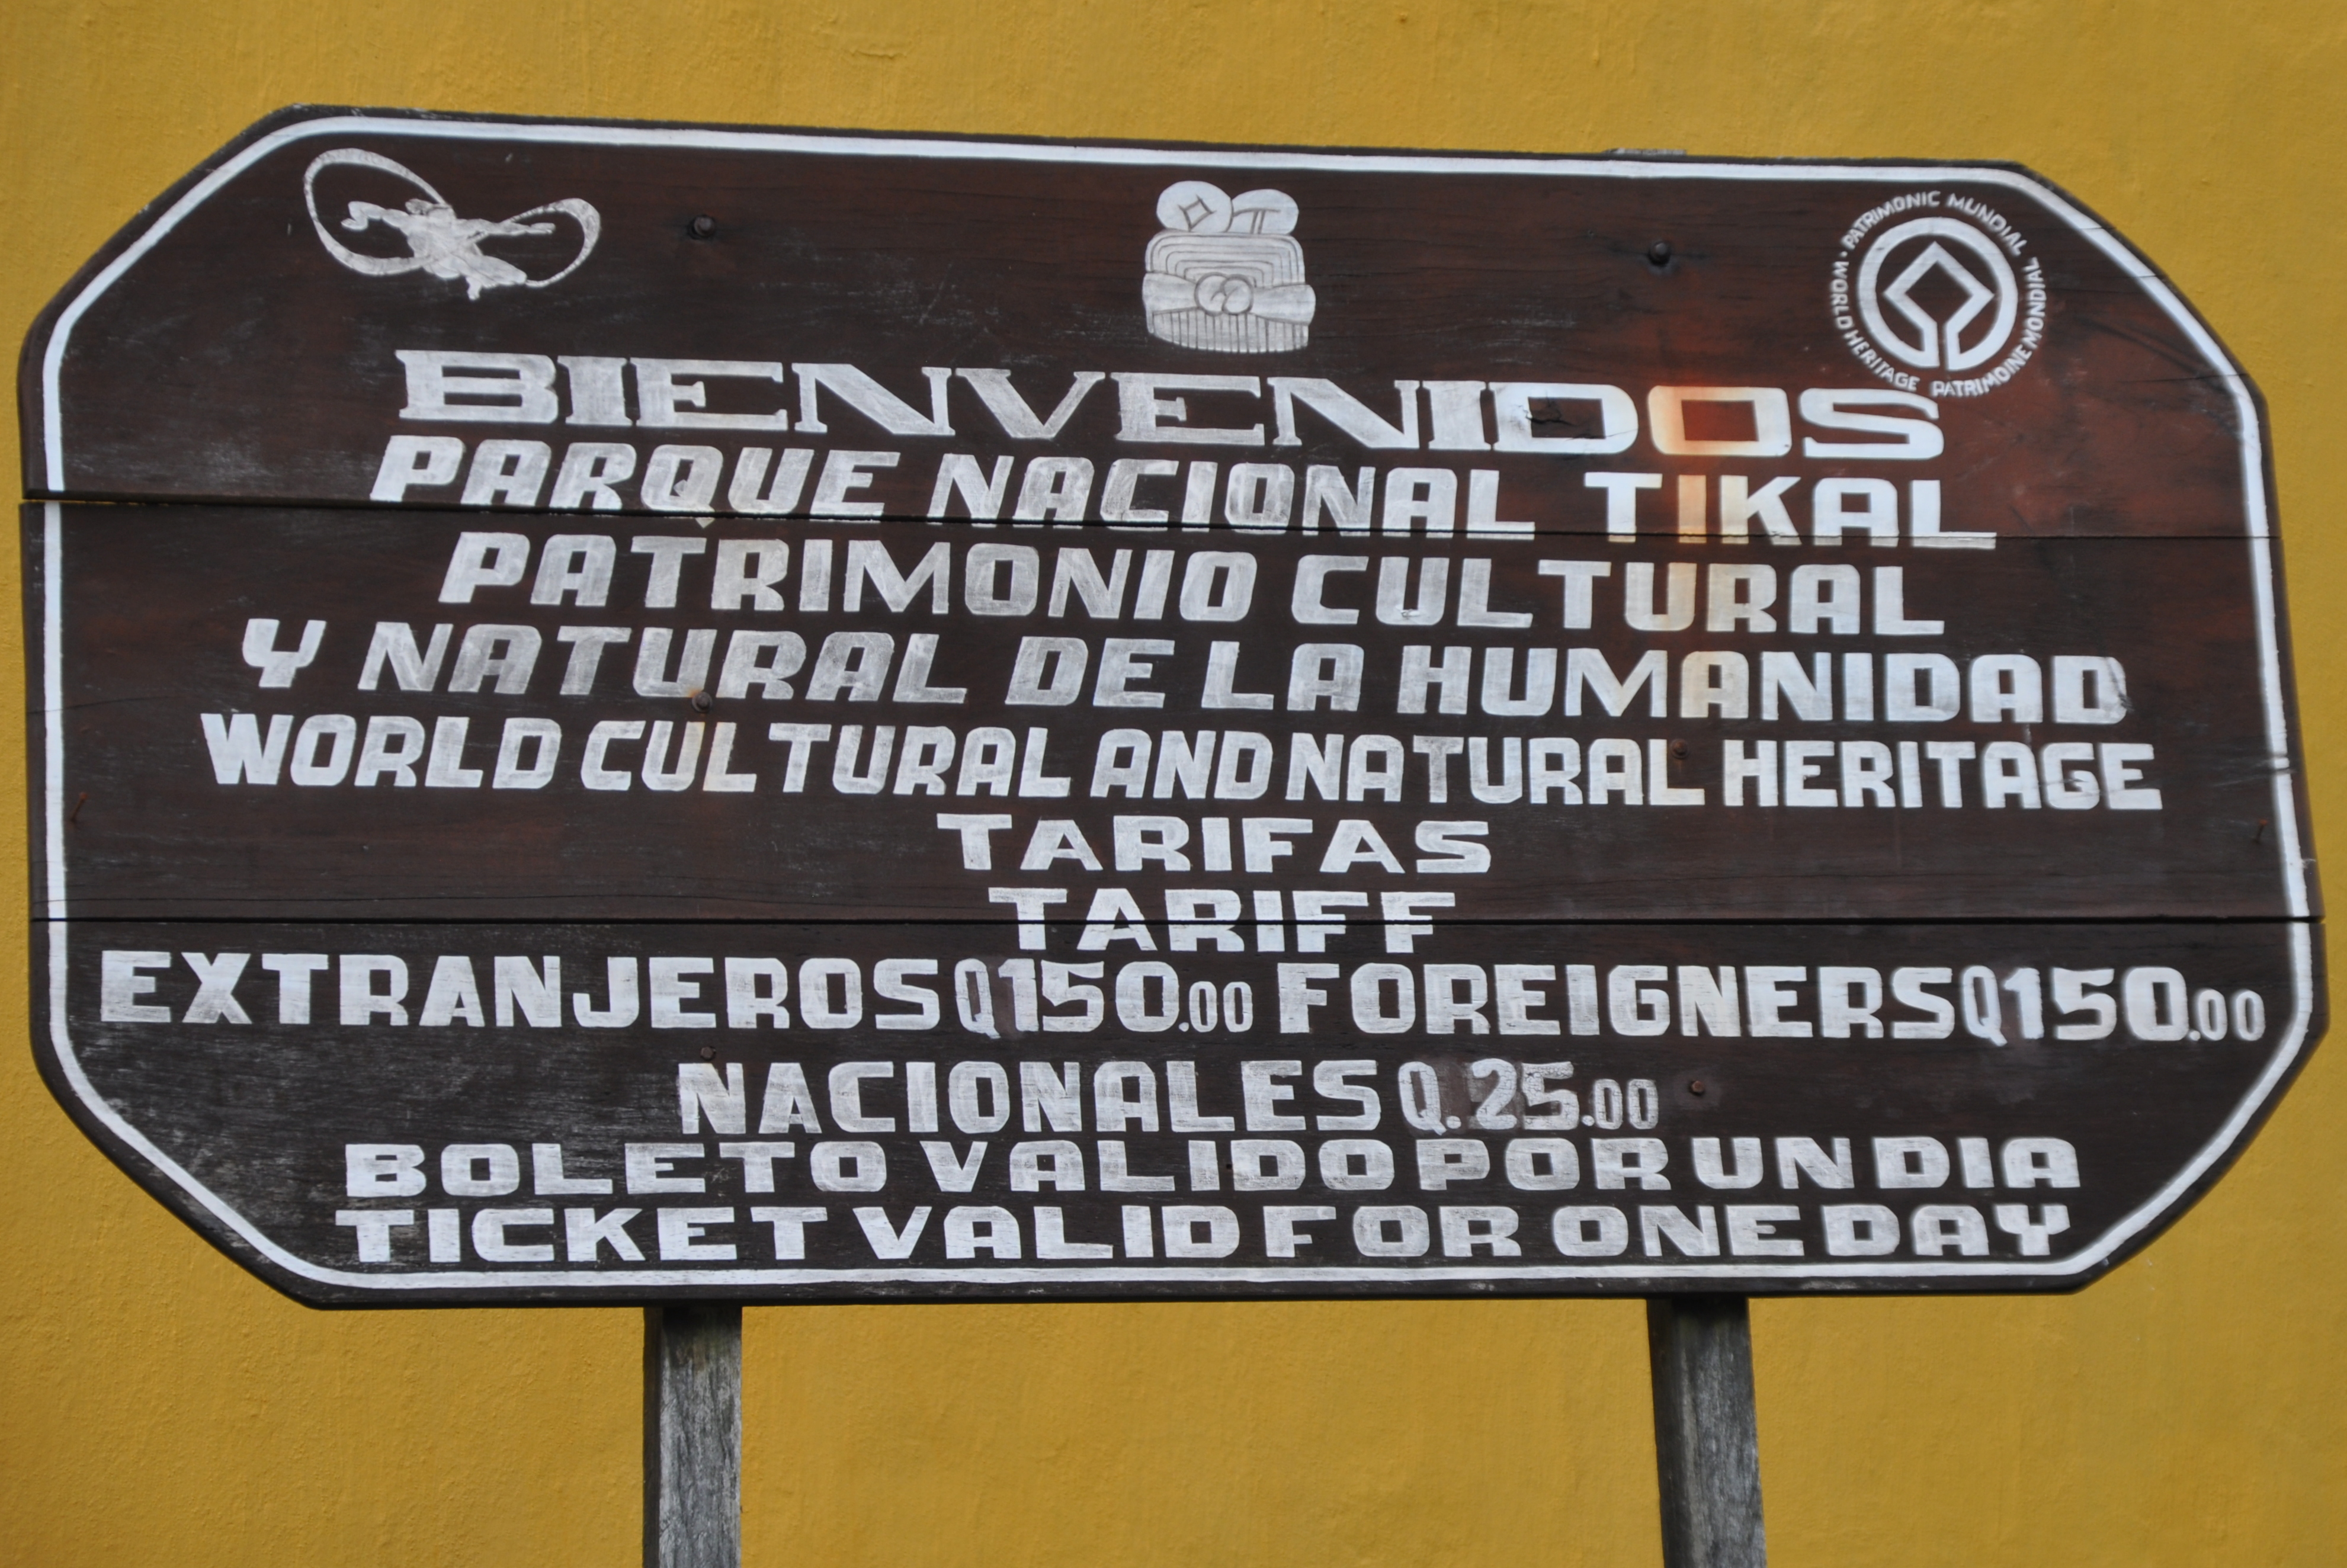 PATRIMONIC MUNDIAL • WORLD HERITAGE PATRIMOINE MONDIAL
BIENVENIDOS
PARQUE NACIONAL TIKAL
PATRIMONIO CULTURAL
Y NATURAL DE LA HUMANIDAD
WORLD CULTURAL AND NATURAL HERITAGE
TARIFAS
TARIFF
EXTRANJEROS Q150.00 FOREIGNERS Q150.00
NACIONALES Q.25.00
BOLETO VALIDO POR UN DIA
TICKET VALID FOR ONE DAY